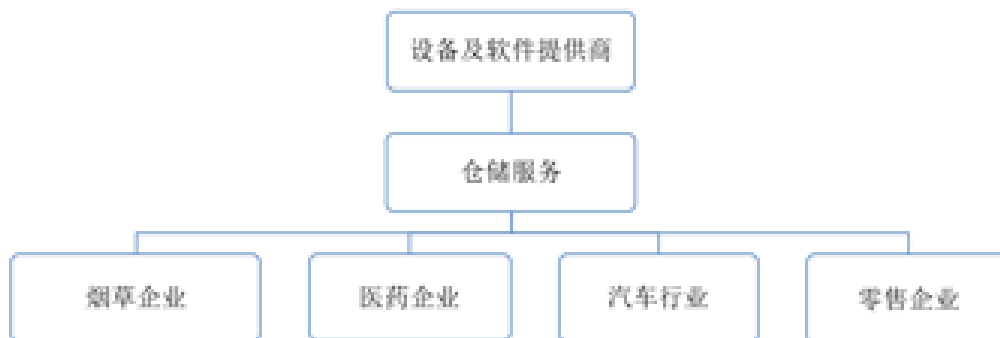 设备及软件提供商
仓储服务
烟草企业
医药企业
汽车行业
零售企业